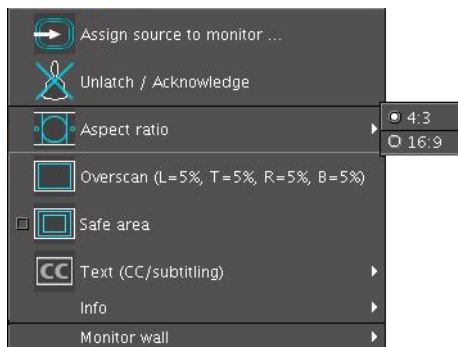 Assign source to monitor ...
Unlatch / Acknowledge
Aspect ratio
4:3
16:9
Overscan (L=5%, T=5%, R=5%, B=5%)
Safe area
CC Text (CC/subtitling)
Info
Monitor wall